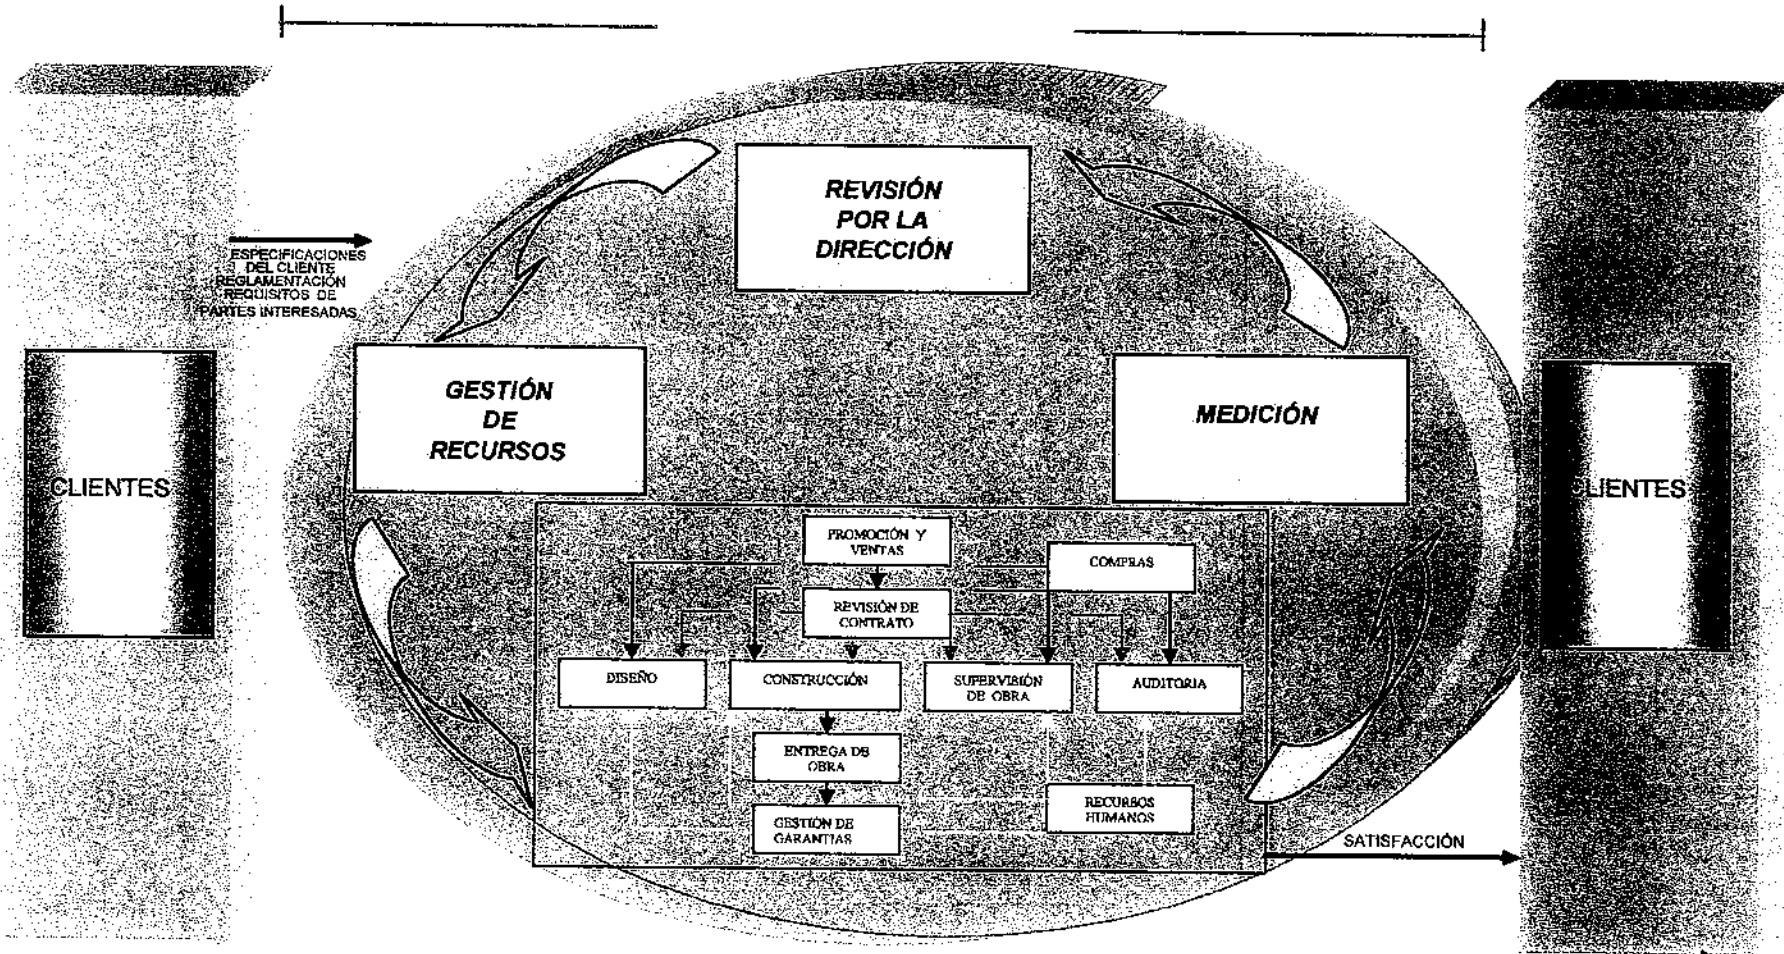 REVISIÓN
POR LA
DIRECCIÓN
ESPECIFICACIONES
DEL CLIENTE
REGLAMENTACIÓN
REQUISITOS DE
PARTES INTERESADAS
GESTIÓN
DE
RECURSOS
MEDICIÓN
CLIENTES
CLIENTES
PROMOCIÓN Y
VENTAS
COMPRAS
REVISIÓN DE
CONTRATO
DISEÑO
CONSTRUCCIÓN
SUPERVISIÓN
DE OBRA
AUDITORIA
ENTREGA DE
OBRA
RECURSOS
HUMANOS
GESTIÓN DE
GARANTIAS
SATISFACCIÓN